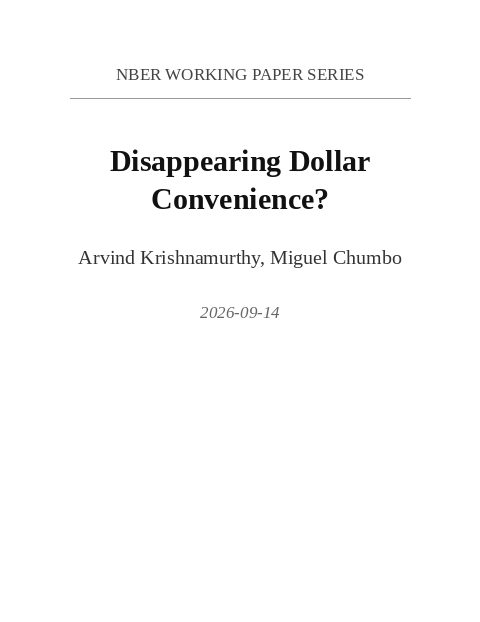 NBER WORKING PAPER SERIES
Disappearing Dollar
Convenience?
Arvind Krishnamurthy, Miguel Chumbo
2026-09-14